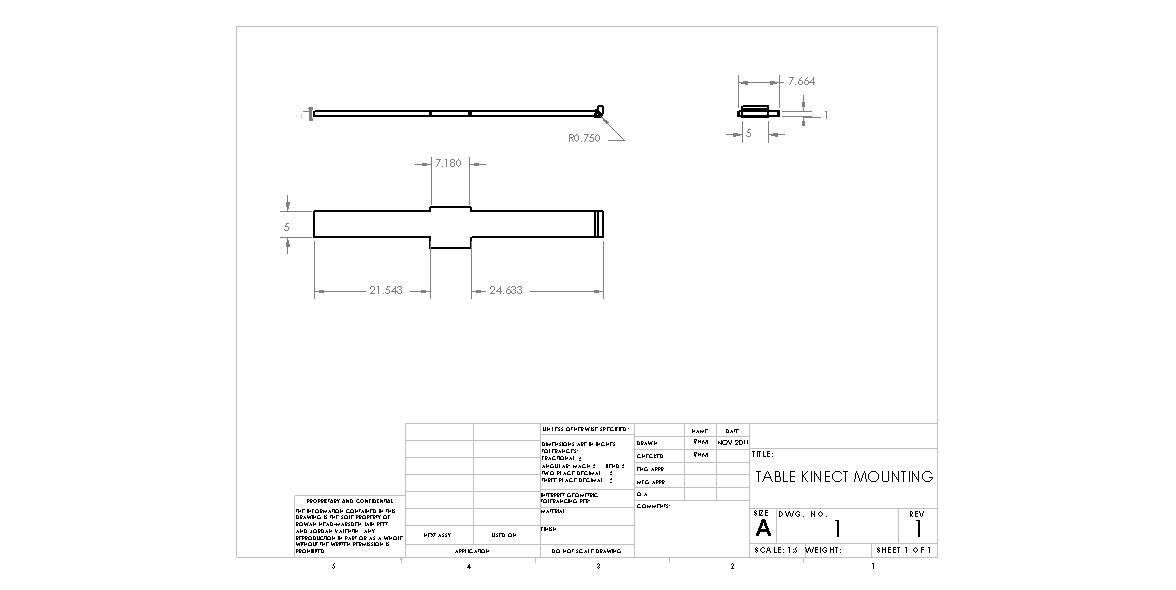 7.664
1
5
R0.750
7.180
5
21.543
24.633
UNLESS OTHERWISE SPECIFIED:
DIMENSIONS ARE IN INCHES
TOLERANCES:
FRACTIONAL ±
ANGULAR: MACH ± BEND ±
TWO PLACE DECIMAL ±
THREE PLACE DECIMAL ±
INTERPRET GEOMETRIC
TOLERANCING PER:
MATERIAL
FINISH
DO NOT SCALE DRAWING
NAME DATE
DRAWN RHM NOV 2011
CHECKED RHM
ENG APPR.
MFG APPR.
Q.A.
COMMENTS:
TITLE:
TABLE KINECT MOUNTING
SIZE DWG. NO. REV
A 1 1
SCALE: 1:5 WEIGHT: SHEET 1 OF 1
PROPRIETARY AND CONFIDENTIAL
THE INFORMATION CONTAINED IN THIS
DRAWING IS THE SOLE PROPERTY OF
AND JORDAN ANY
REPRODUCTION IN PART OR AS A WHOLE
WITHOUT THE WRITTEN PERMISSION IS
PROHIBITED.
NEXT ASSY USED ON
APPLICATION
5 4 3 2 1